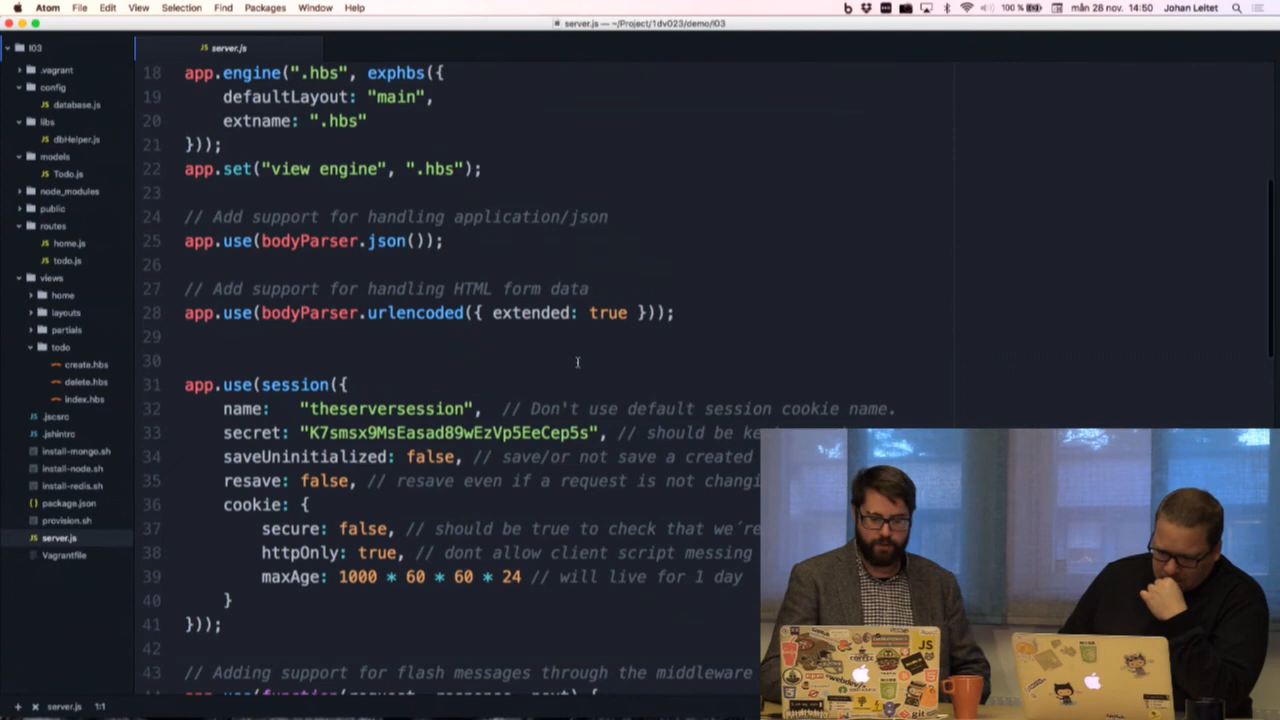 Atom File Edit View Selection Find Packages Window Help
100 % mån 28 nov. 14:50 Johan Leitet
server.js — ~/Project/1dv023/demo/l03
l03
server.js
.vagrant
config
database.js
libs
dbHelper.js
models
Todo.js
node_modules
public
routes
home.js
todo.js
views
home
layouts
partials
todo
create.hbs
delete.hbs
index.hbs
.jscsrc
.jshintrc
install-mongo.sh
install-node.sh
install-redis.sh
package.json
provision.sh
server.js
Vagrantfile
18 app.engine(".hbs", exphbs({
19 defaultLayout: "main",
20 extname: ".hbs"
21 }));
22 app.set("view engine", ".hbs");
23
24 // Add support for handling application/json
25 app.use(bodyParser.json());
26
27 // Add support for handling HTML form data
28 app.use(bodyParser.urlencoded({ extended: true }));
29
30
31 app.use(session({
32 name: "theserversession", // Don't use default session cookie name.
33 secret: "K7smsx9MsEasad89wEzVp5EeCep5s", // should be
34 saveUninitialized: false, // save/or not save a created
35 resave: false, // resave even if a request is not changi
36 cookie: {
37 secure: false, // should be true to check that we´re
38 httpOnly: true, // dont allow client script messing
39 maxAge: 1000 * 60 * 60 * 24 // will live for 1 day
40 }
41 }));
42
43 // Adding support for flash messages through the middleware
server.js 1:1
JS
git